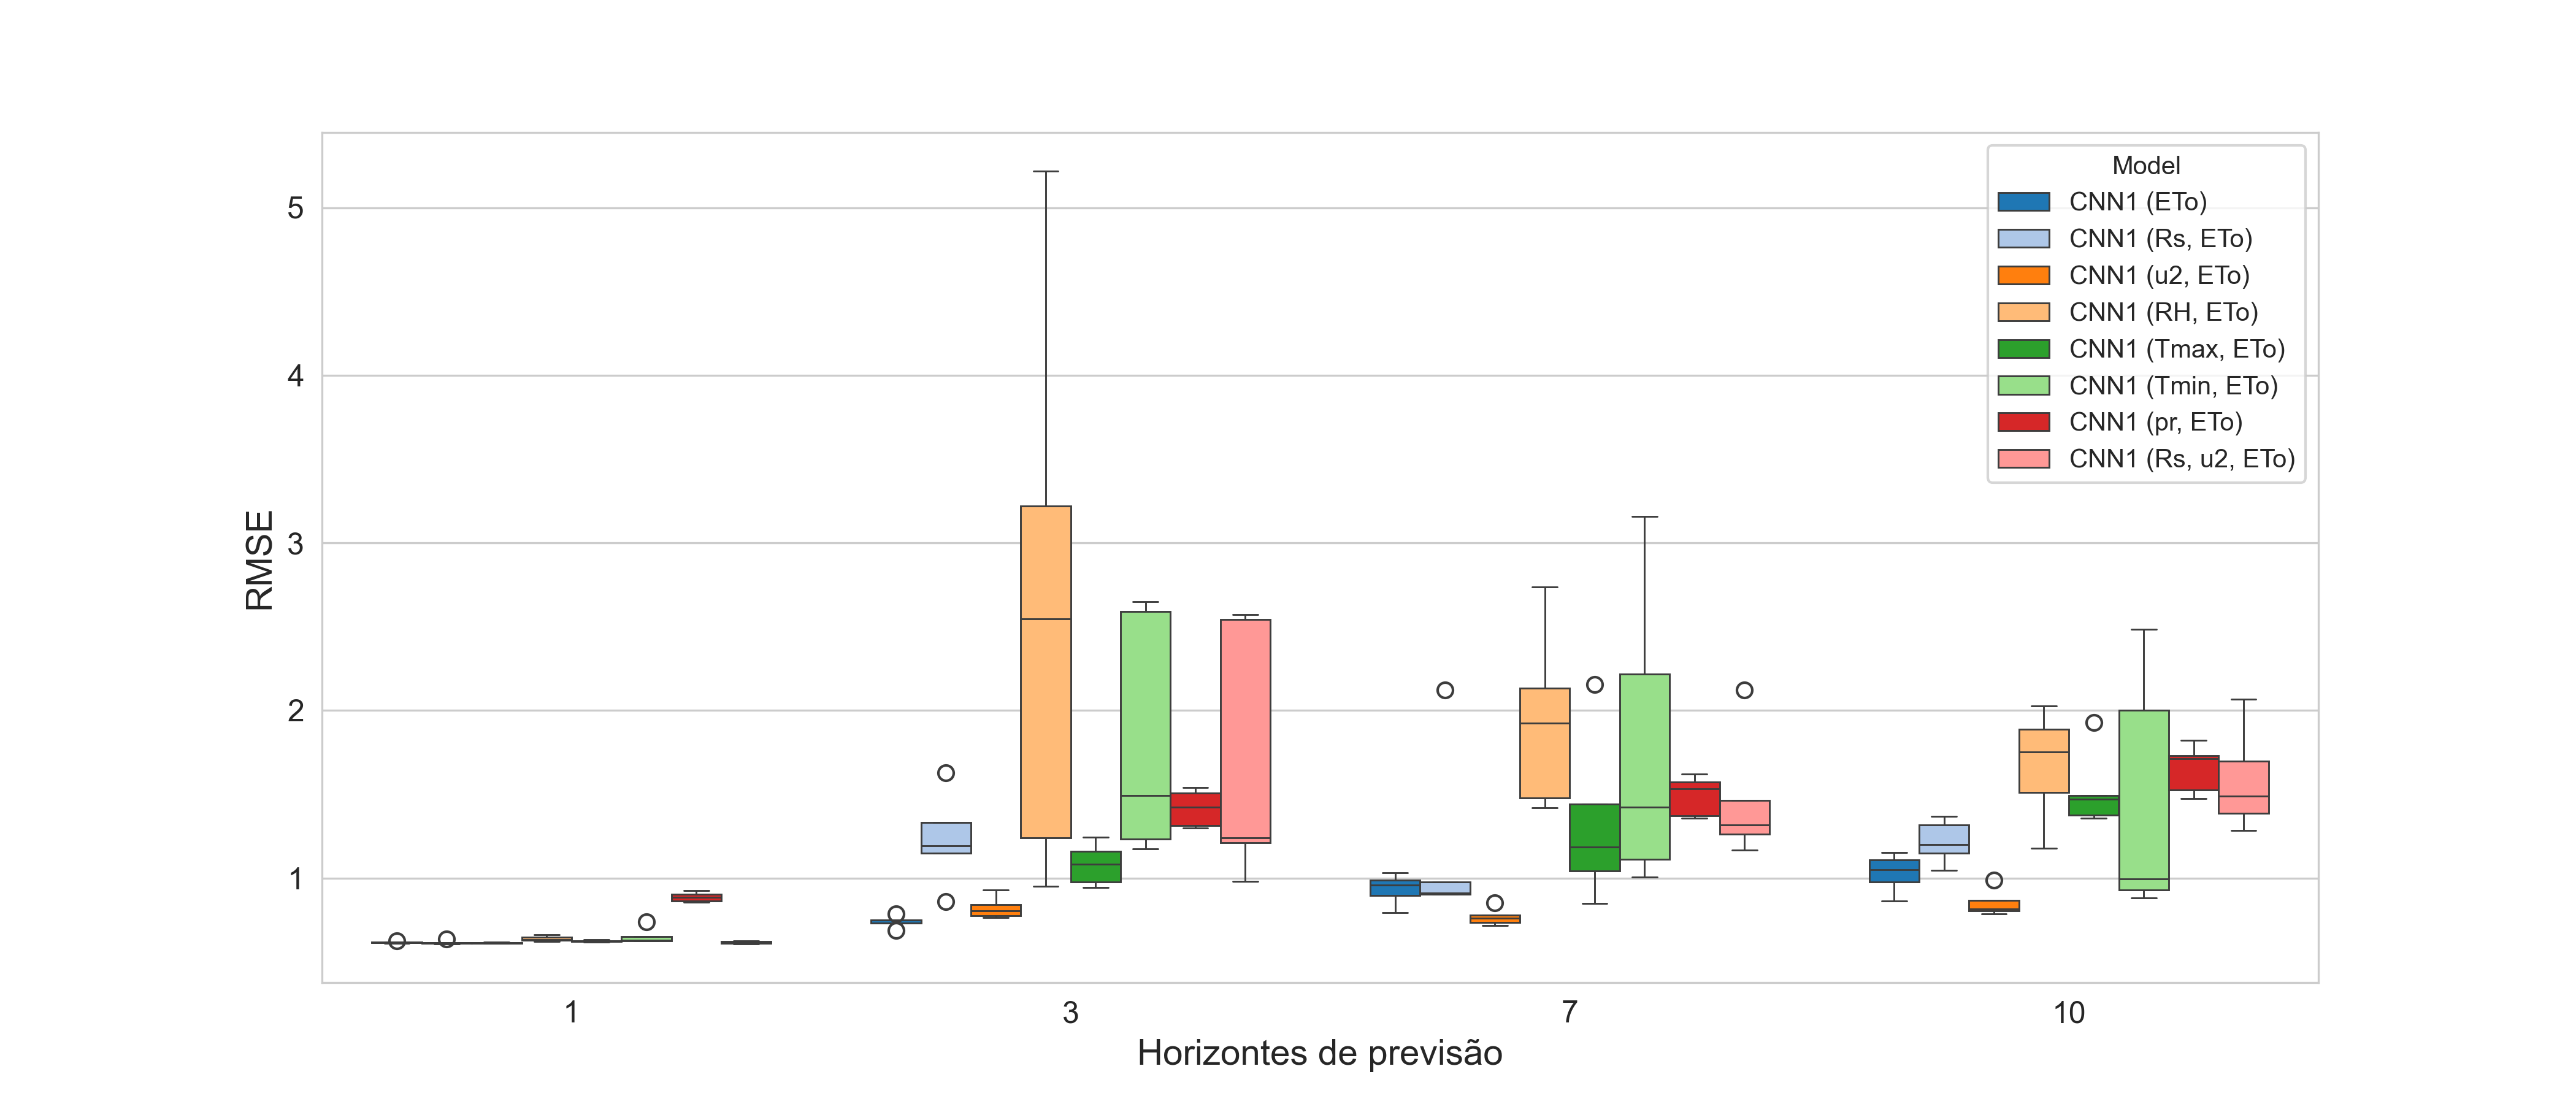 Model
CNN1 (ETo)
CNN1 (Rs, ETo)
CNN1 (u2, ETo)
CNN1 (RH, ETo)
CNN1 (Tmax, ETo)
CNN1 (Tmin, ETo)
CNN1 (pr, ETo)
CNN1 (Rs, u2, ETo)
RMSE
5
4
3
2
1
1 3 7 10
Horizontes de previsão